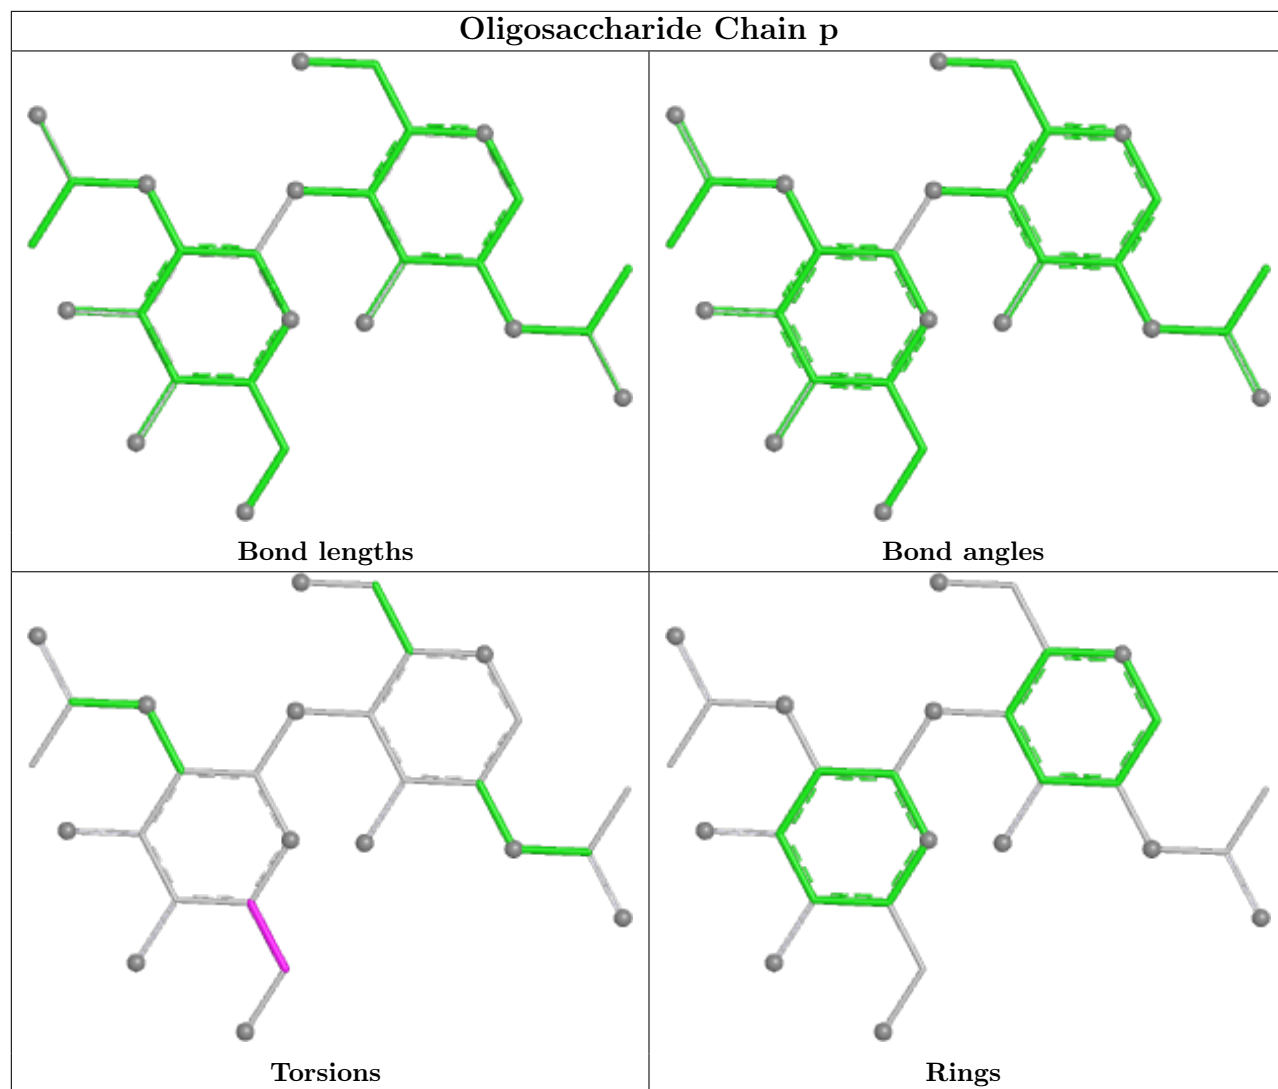 Oligosaccharide Chain p
Bond lengths
Bond angles
Torsions
Rings